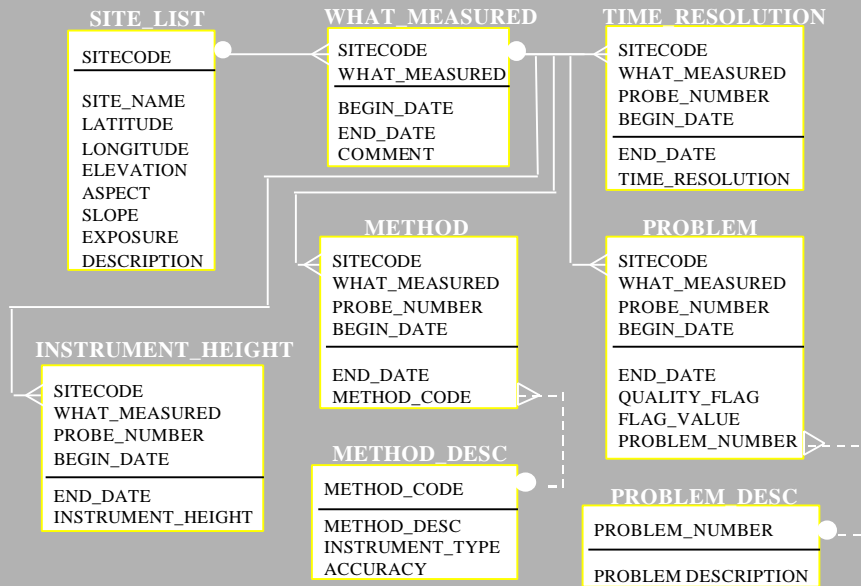 SITE_LIST
SITECODE
SITE_NAME
LATITUDE
LONGITUDE
ELEVATION
ASPECT
SLOPE
EXPOSURE
DESCRIPTION
WHAT_MEASURED
SITECODE
WHAT_MEASURED
BEGIN_DATE
END_DATE
COMMENT
TIME_RESOLUTION
SITECODE
WHAT_MEASURED
PROBE_NUMBER
BEGIN_DATE
END_DATE
TIME_RESOLUTION
METHOD
SITECODE
WHAT_MEASURED
PROBE_NUMBER
BEGIN_DATE
END_DATE
METHOD_CODE
PROBLEM
SITECODE
WHAT_MEASURED
PROBE_NUMBER
BEGIN_DATE
END_DATE
QUALITY_FLAG
FLAG_VALUE
PROBLEM_NUMBER
INSTRUMENT_HEIGHT
SITECODE
WHAT_MEASURED
PROBE_NUMBER
BEGIN_DATE
END_DATE
INSTRUMENT_HEIGHT
METHOD_DESC
METHOD_CODE
METHOD_DESC
INSTRUMENT_TYPE
ACCURACY
PROBLEM_DESC
PROBLEM_NUMBER
PROBLEM DESCRIPTION